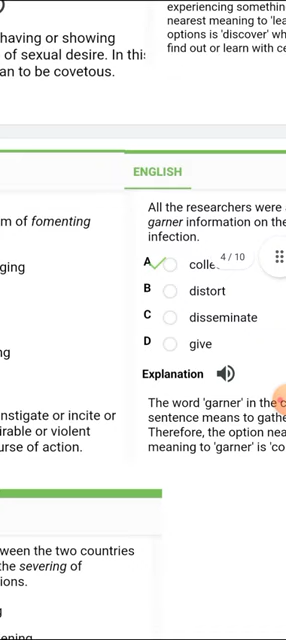 experiencing somethin
nearest meaning to 'lea
options is 'discover' wh
find out or learn with ce
having or showing
of sexual desire. In this
an to be covetous.
ENGLISH
All the researchers were
garner information on the
infection.
A colle
4 / 10
B distort
C disseminate
D give
Explanation
The word 'garner' in the c
sentence means to gathe
Therefore, the option nea
meaning to 'garner' is 'co
m of fomenting
ging
ng
nstigate or incite or
irable or violent
urse of action.
ween the two countries
the severing of
ions.
g
ening